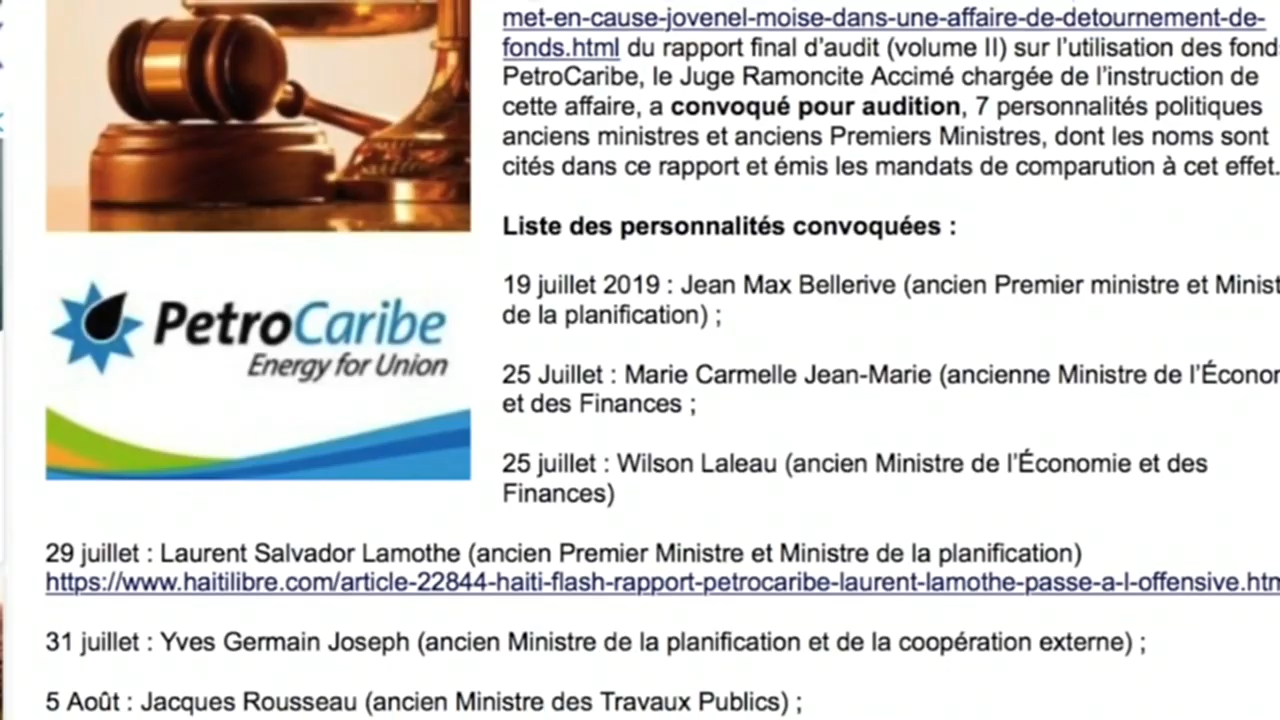 met-en-cause-jovenel-moise-dans-une-affaire-de-detournement-de-
fonds.html du rapport final d'audit (volume II) sur l'utilisation des fond
PetroCaribe, le Juge Ramoncite Accimé chargée de l'instruction de
cette affaire, a convoqué pour audition, 7 personnalités politiques
anciens ministres et anciens Premiers Ministres, dont les noms sont
cités dans ce rapport et émis les mandats de comparution à cet effet.
Liste des personnalités convoquées :
19 juillet 2019 : Jean Max Bellerive (ancien Premier ministre et Minist
de la planification) ;
25 Juillet : Marie Carmelle Jean-Marie (ancienne Ministre de l'Économ
et des Finances ;
25 juillet : Wilson Laleau (ancien Ministre de l'Économie et des
Finances)
PetroCaribe
Energy for Union
29 juillet : Laurent Salvador Lamothe (ancien Premier Ministre et Ministre de la planification)
https://www.haitilibre.com/article-22844-haiti-flash-rapport-petrocaribe-laurent-lamothe-passe-a-l-offensive.htm
31 juillet : Yves Germain Joseph (ancien Ministre de la planification et de la coopération externe) ;
5 Août : Jacques Rousseau (ancien Ministre des Travaux Publics) ;